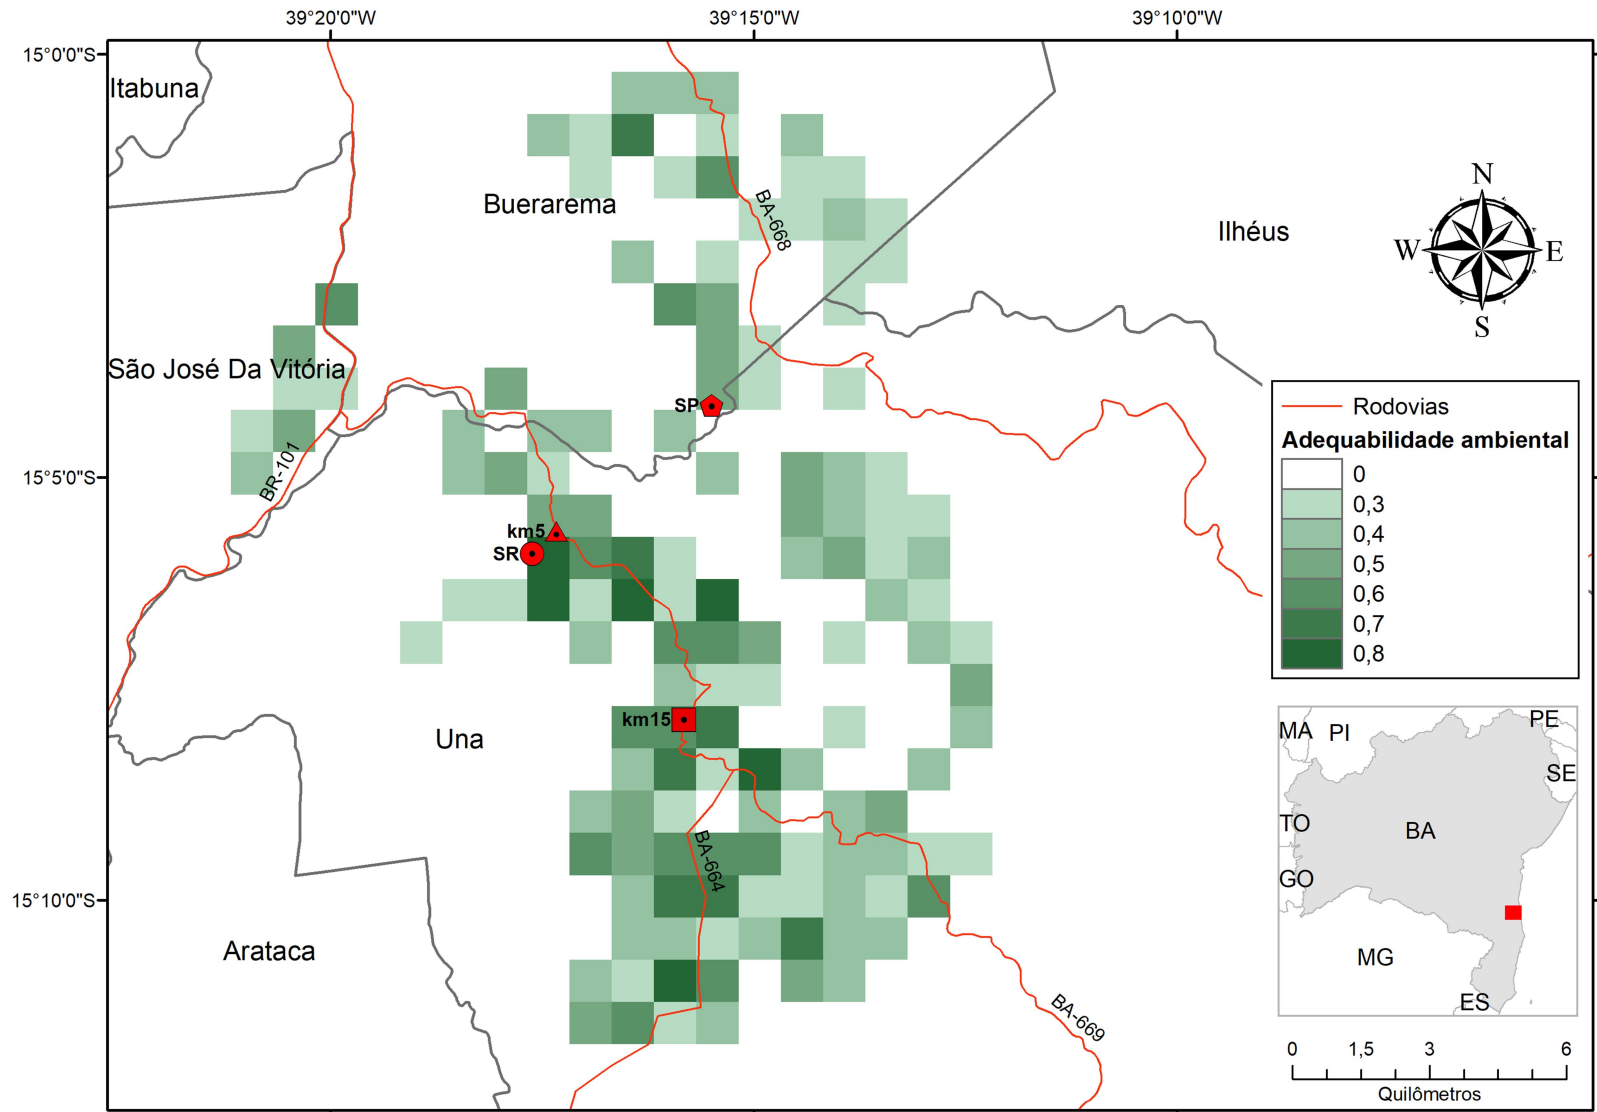 39°20'0"W
39°15'0"W
39°10'0"W
15°0'0"S
Itabuna
N
Buerarema
BA-668
Ilhéus
W
E
S
São José Da Vitória
SP
Rodovias
Adequabilidade ambiental
0
0,3
0,4
0,5
0,6
0,7
0,8
15°5'0"S
BR-101
km5
SR
km15
Una
MA
PI
PE
SE
TO
BA
GO
MG
ES
BA-664
15°10'0"S
Arataca
BA-669
0 1,5 3 6
Quilômetros